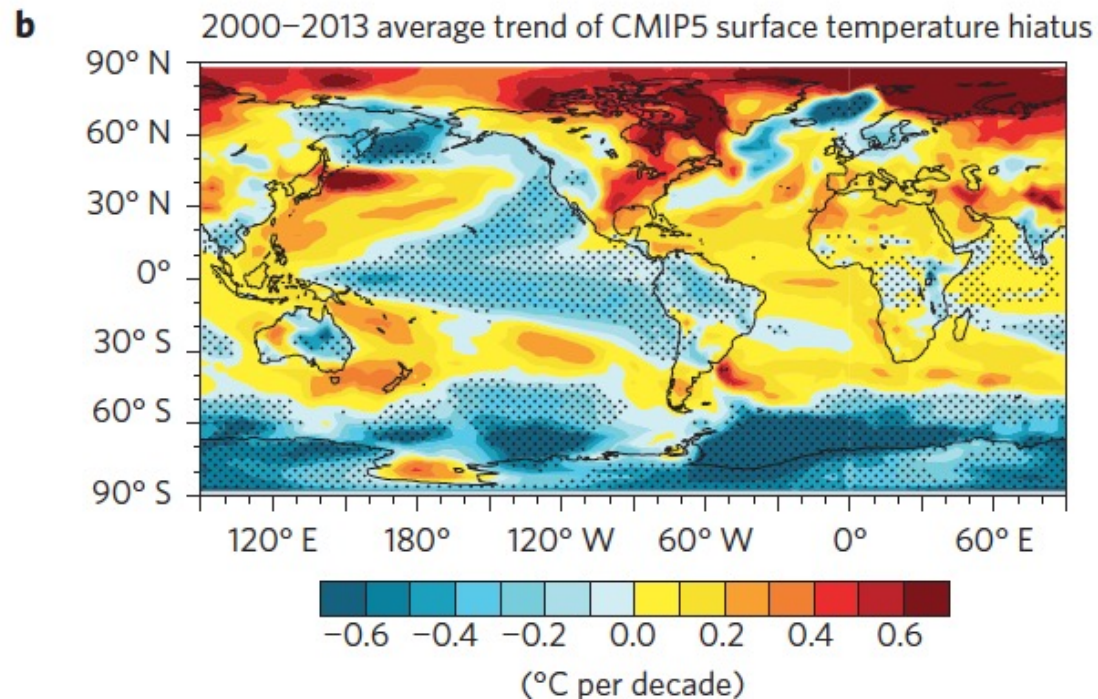 b
2000–2013 average trend of CMIP5 surface temperature hiatus
90° N
60° N
30° N
0°
30° S
60° S
90° S
120° E 180° 120° W 60° W 0° 60° E
−0.6 −0.4 −0.2 0.0 0.2 0.4 0.6
(°C per decade)